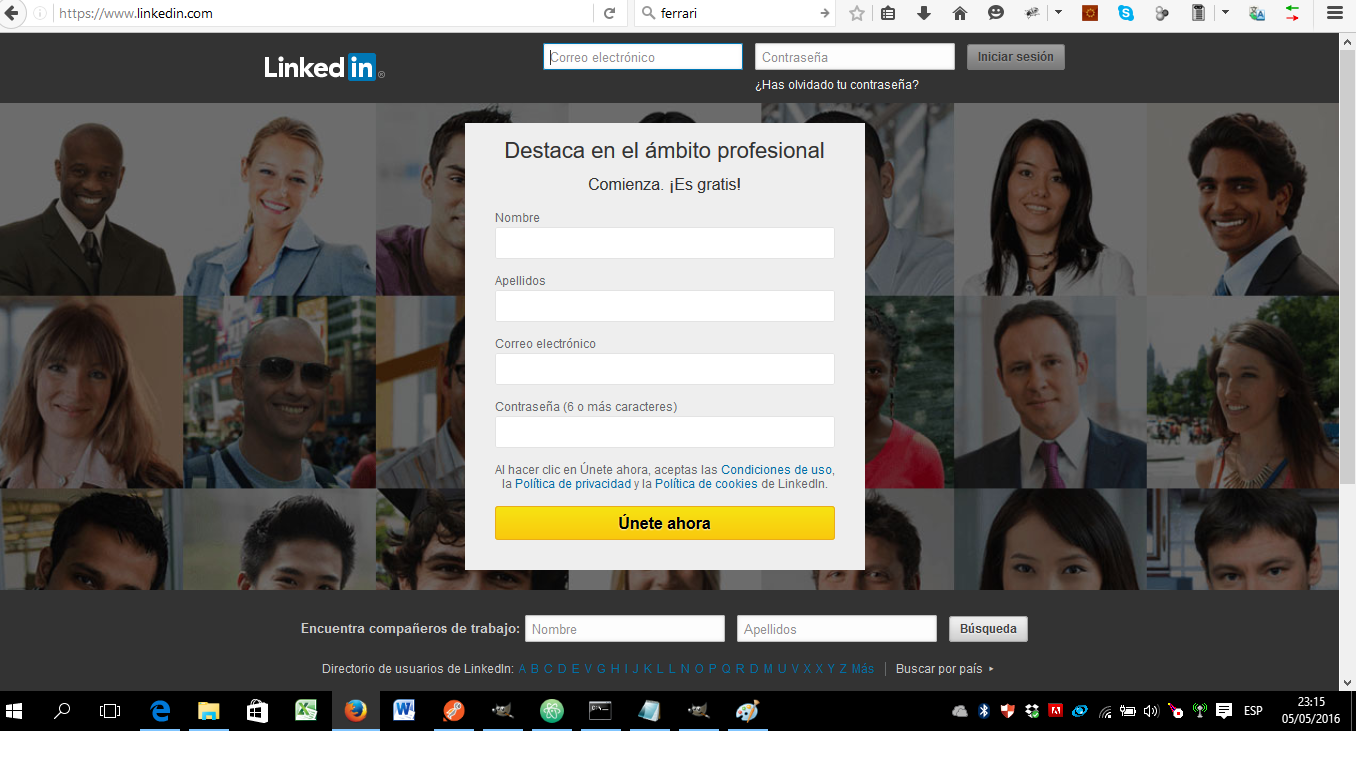 https://www.linkedin.com
ferrari
Linked in ®
Correo electrónico
Contraseña
Iniciar sesión
¿Has olvidado tu contraseña?
Destaca en el ámbito profesional
Comienza. ¡Es gratis!
Nombre
Apellidos
Correo electrónico
Contraseña (6 o más caracteres)
Al hacer clic en Únete ahora, aceptas las Condiciones de uso,
la Política de privacidad y la Política de cookies de LinkedIn.
Únete ahora
Encuentra compañeros de trabajo: Nombre Apellidos Búsqueda
Directorio de usuarios de LinkedIn: A B C D E V G H I J K L L N O P Q R D M U V X X Y Z Más | Buscar por país
ESP
23:15
05/05/2016